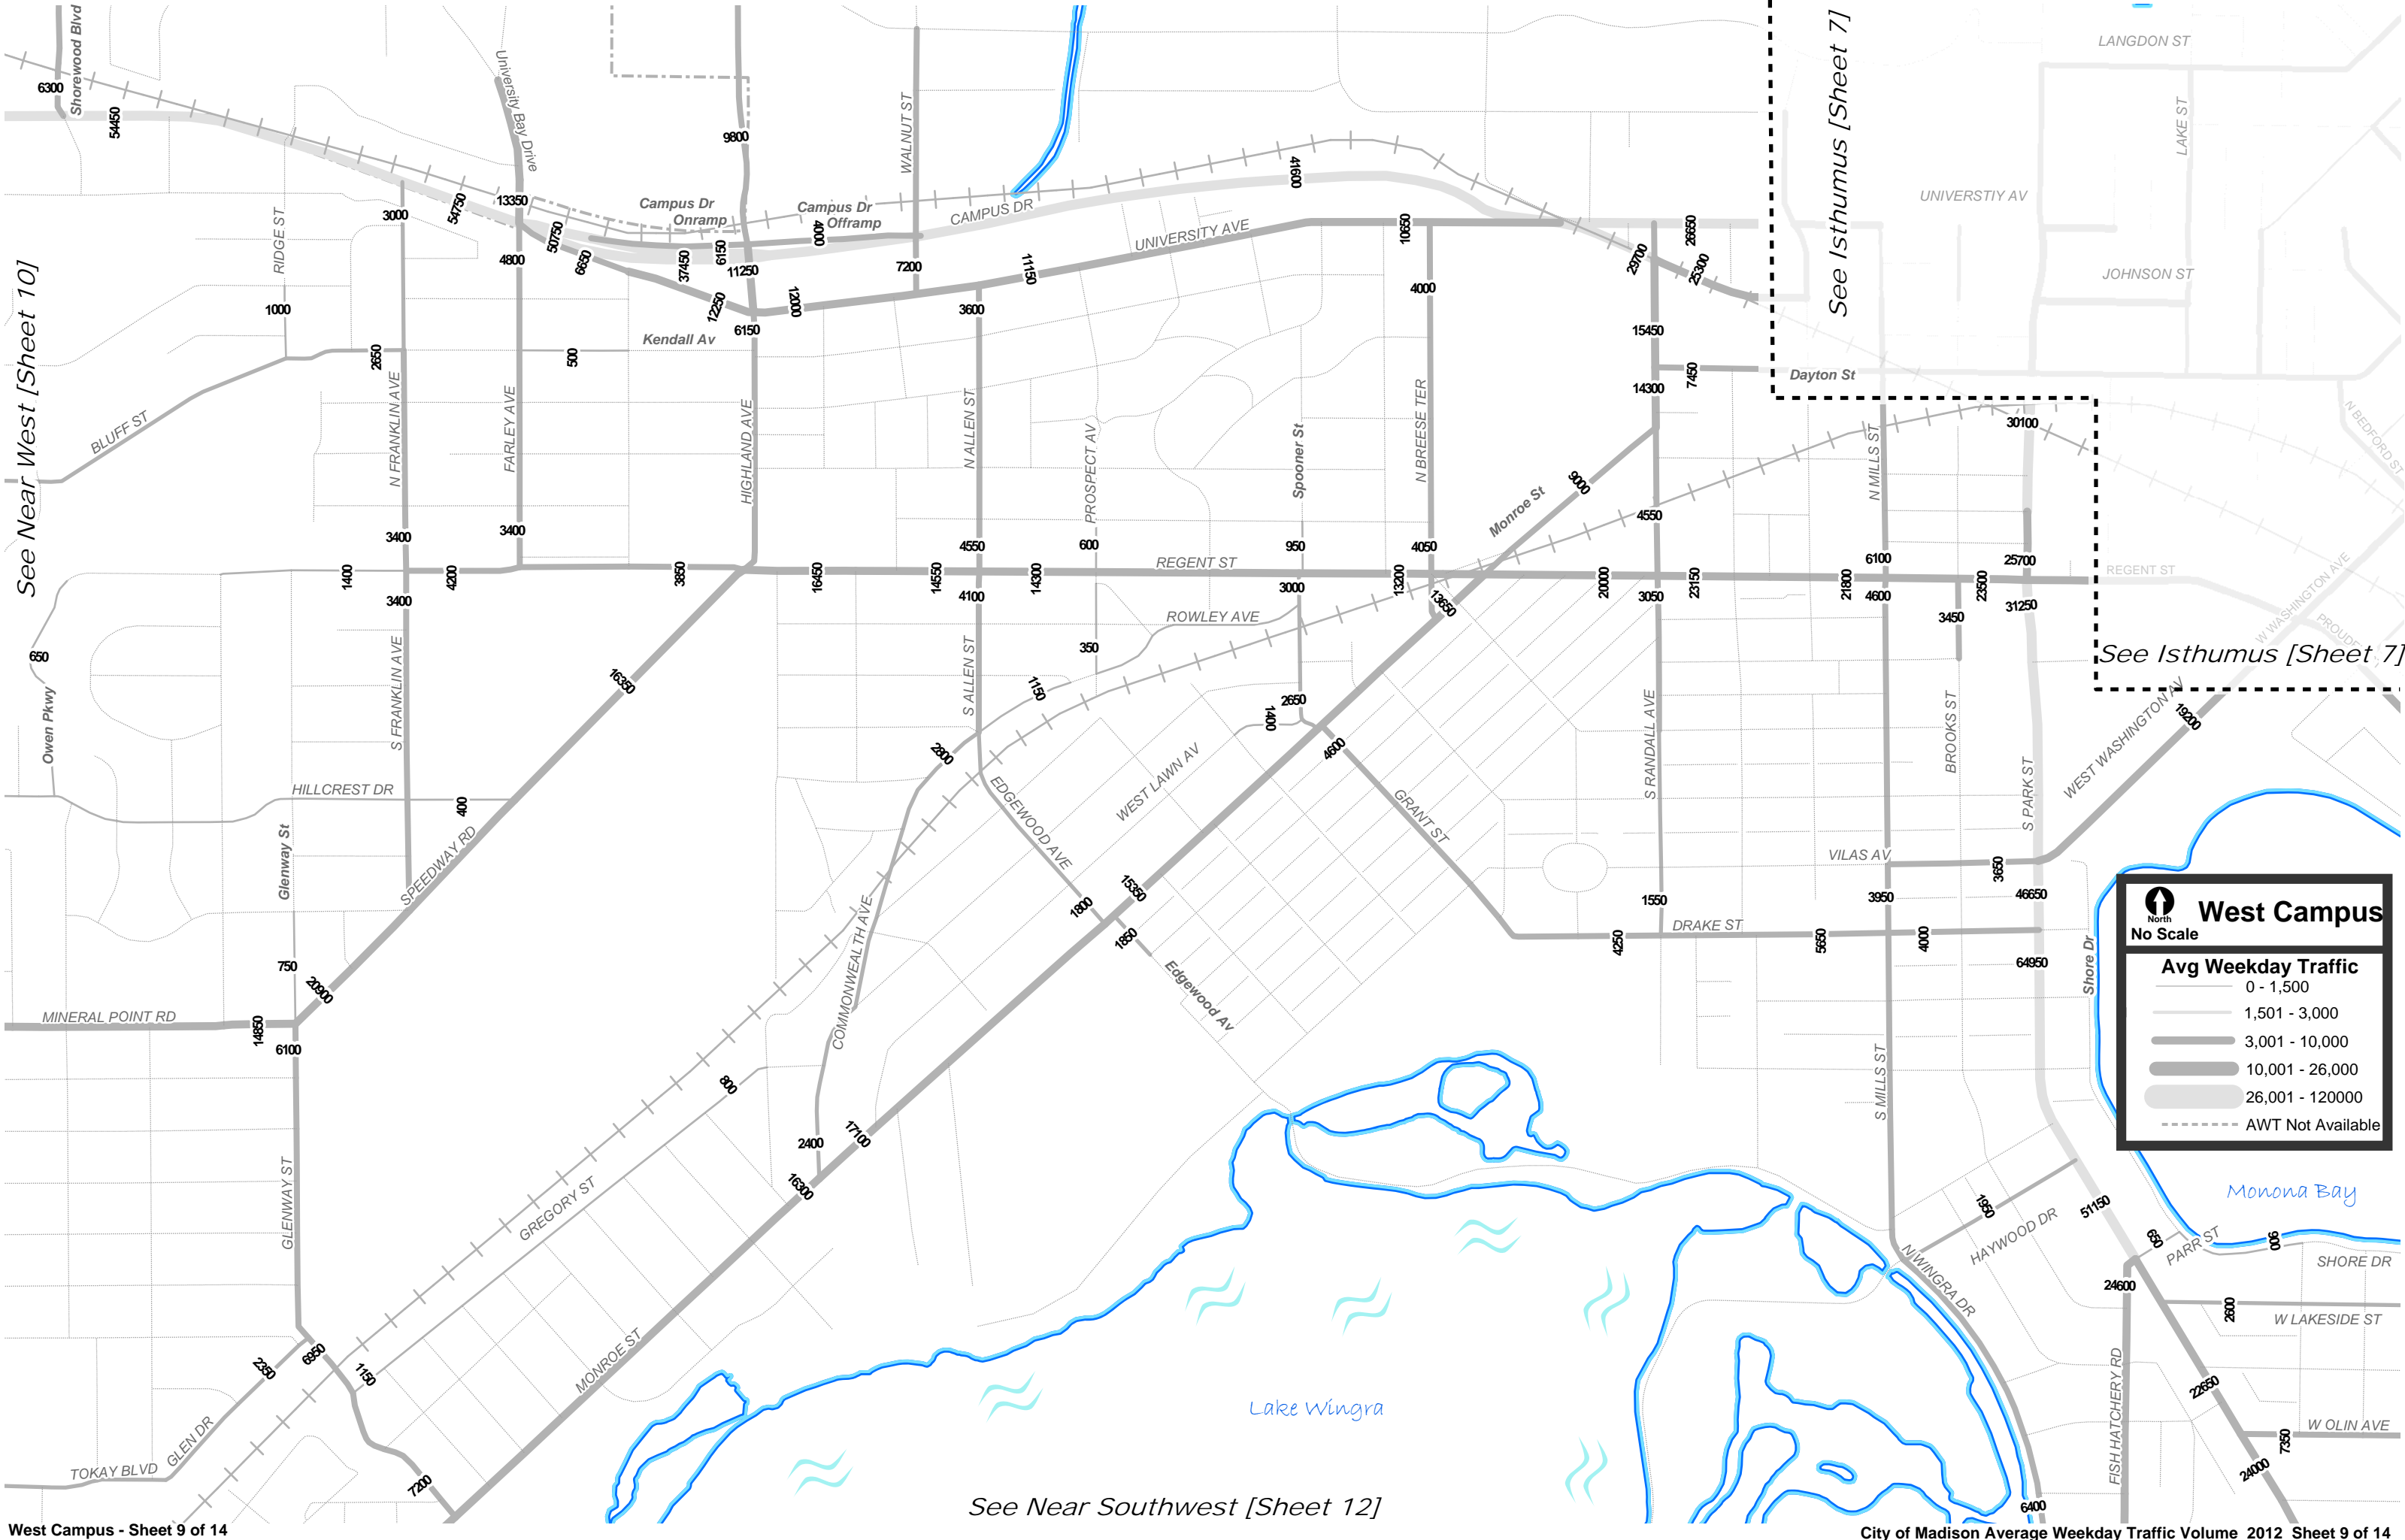 Shorewood Blvd
6300
54450
University Bay Drive
9800
WALNUT ST
41600
See Isthumus [Sheet 7]
LANGDON ST
LAKE ST
UNIVERSTIY AV
JOHNSON ST
See Near West [Sheet 10]
RIDGE ST
3000
54750
13350
50750
6650
4800
Campus Dr
Onramp
Campus Dr
Offramp
4000
CAMPUS DR
37450
6150
11250
7200
UNIVERSITY AVE
11150
10650
26650
29700
25300
1000
12250
12000
6150
3600
4000
15450
Kendall Av
2650
500
14300
7450
Dayton St
BLUFF ST
N FRANKLIN AVE
FARLEY AVE
HIGHLAND AVE
N ALLEN ST
PROSPECT AV
Spooner St
N BREESE TER
9000
Monroe St
N MILLS ST
30100
N BEDFORD ST
4550
3400
3400
4550
600
950
4050
6100
25700
REGENT ST
REGENT ST
1400
4200
3850
16450
14550
14300
13200
20000
23150
21800
23500
3400
4100
3000
13650
3050
4600
3450
31250
W WASHINGTON AVE
ROWLEY AVE
650
350
See Isthumus [Sheet 7]
Owen Pkwy
S FRANKLIN AVE
16350
S ALLEN ST
1150
2650
1400
4600
S RANDALL AVE
BROOKS ST
S PARK ST
WEST WASHINGTON AV
19200
2800
WEST LAWN AV
EDGEWOOD AVE
HILLCREST DR
400
GRANT ST
Glenway St
SPEEDWAY RD
VILAS AV
3650
15350
1800
1850
1550
3950
46650
COMMONWEALTH AVE
DRAKE ST
4250
5650
4000
750
20900
Edgewood Av
64950
Shore Dr
MINERAL POINT RD
14850
6100
800
S MILLS ST
North
No Scale
West Campus
Avg Weekday Traffic
0 - 1,500
1,501 - 3,000
3,001 - 10,000
10,001 - 26,000
26,001 - 120000
AWT Not Available
2400
17100
16300
GLENWAY ST
GREGORY ST
Monona Bay
1950
HAYWOOD DR
51150
650
PARR ST
900
SHORE DR
N WINGRA DR
24600
2600
W LAKESIDE ST
2350
6950
1150
MONROE ST
FISH HATCHERY RD
22650
Lake Wingra
GLEN DR
TOKAY BLVD
W OLIN AVE
7350
24000
7200
6400
See Near Southwest [Sheet 12]
West Campus - Sheet 9 of 14
City of Madison Average Weekday Traffic Volume 2012 Sheet 9 of 14